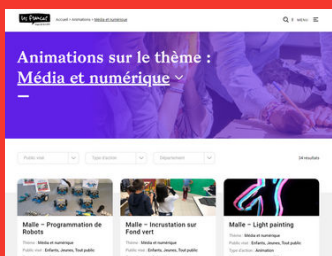 les francas
Accueil > Animations > Média et numérique
MENU
Animations sur le thème :
Média et numérique
Public visé
Type d'action
Département
34 résultats
Malle – Programmation de Robots
Thème : Média et numérique
Public visé : Enfants, Jeunes, Tout public
Malle – Incrustation sur Fond vert
Thème : Média et numérique
Public visé : Enfants, Jeunes, Tout public
Malle – Light painting
Thème : Média et numérique
Public visé : Enfants, Jeunes, Tout public
Type d'action : Animation